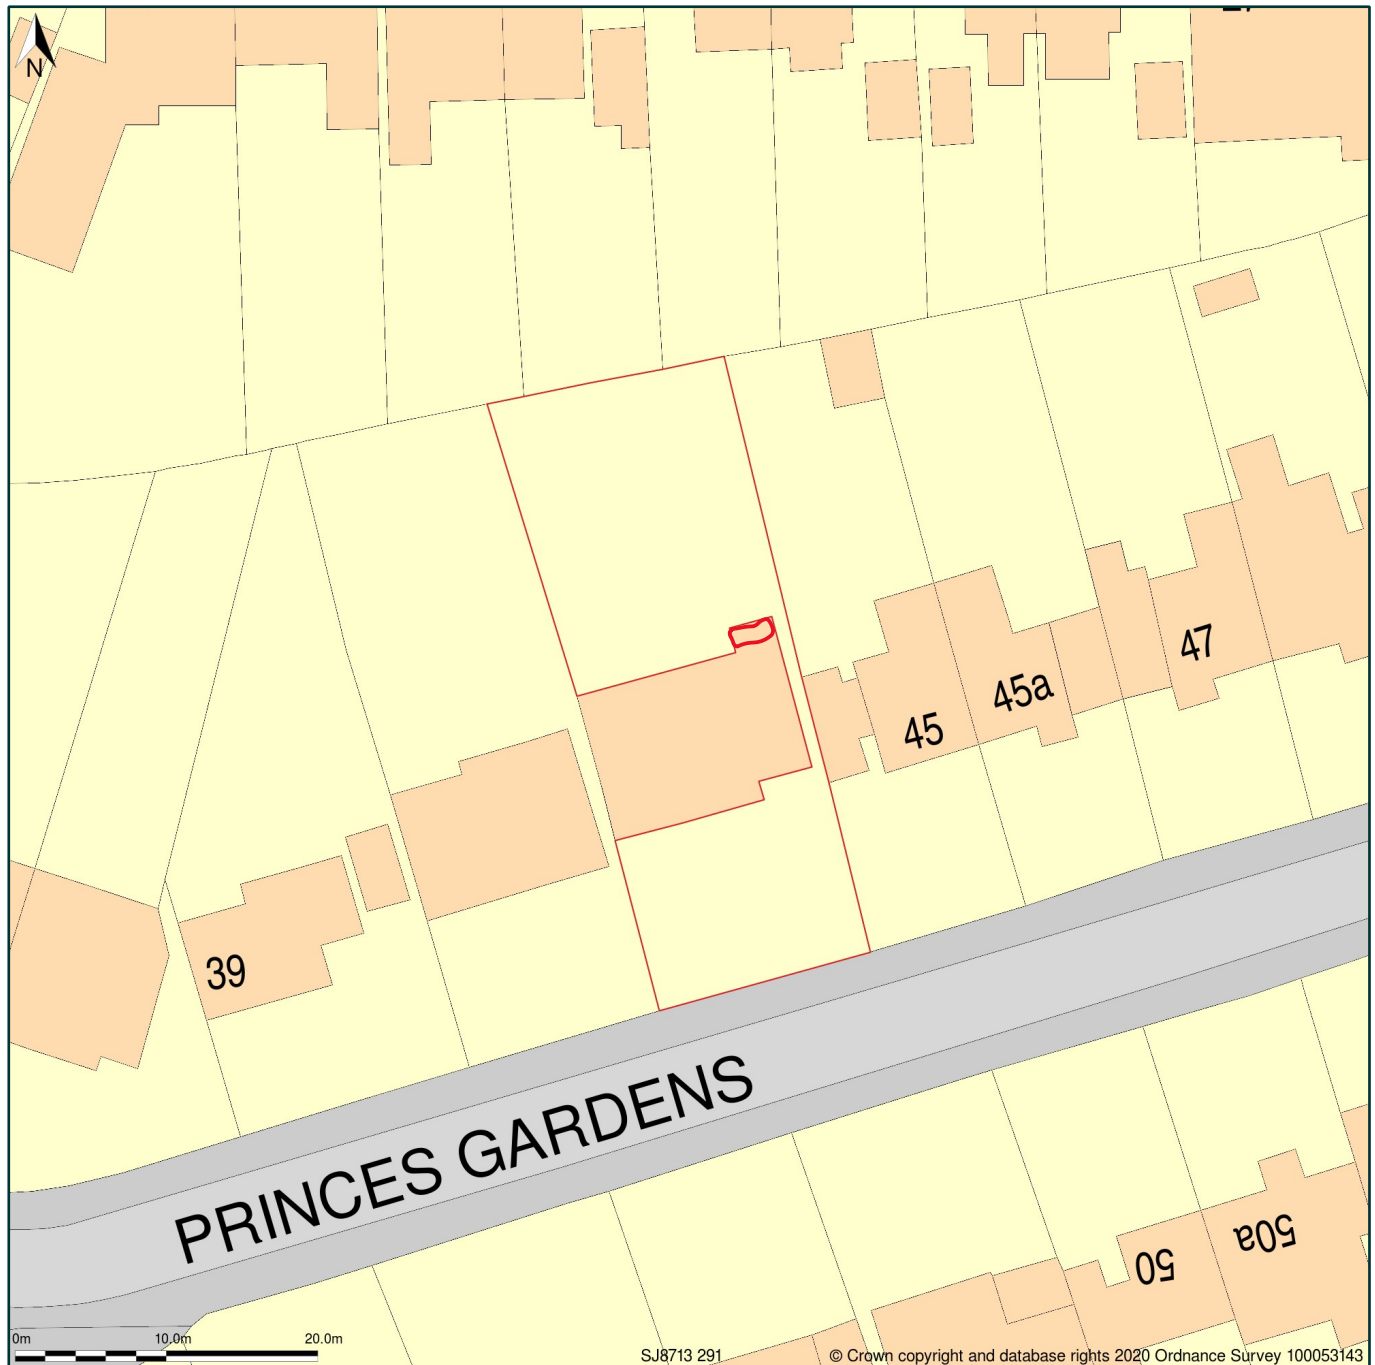 N
47
45a
45
39
PRINCES GARDENS
50a
50
0m 10.0m 20.0m
SJ8713 291 © Crown copyright and database rights 2020 Ordnance Survey 100053143